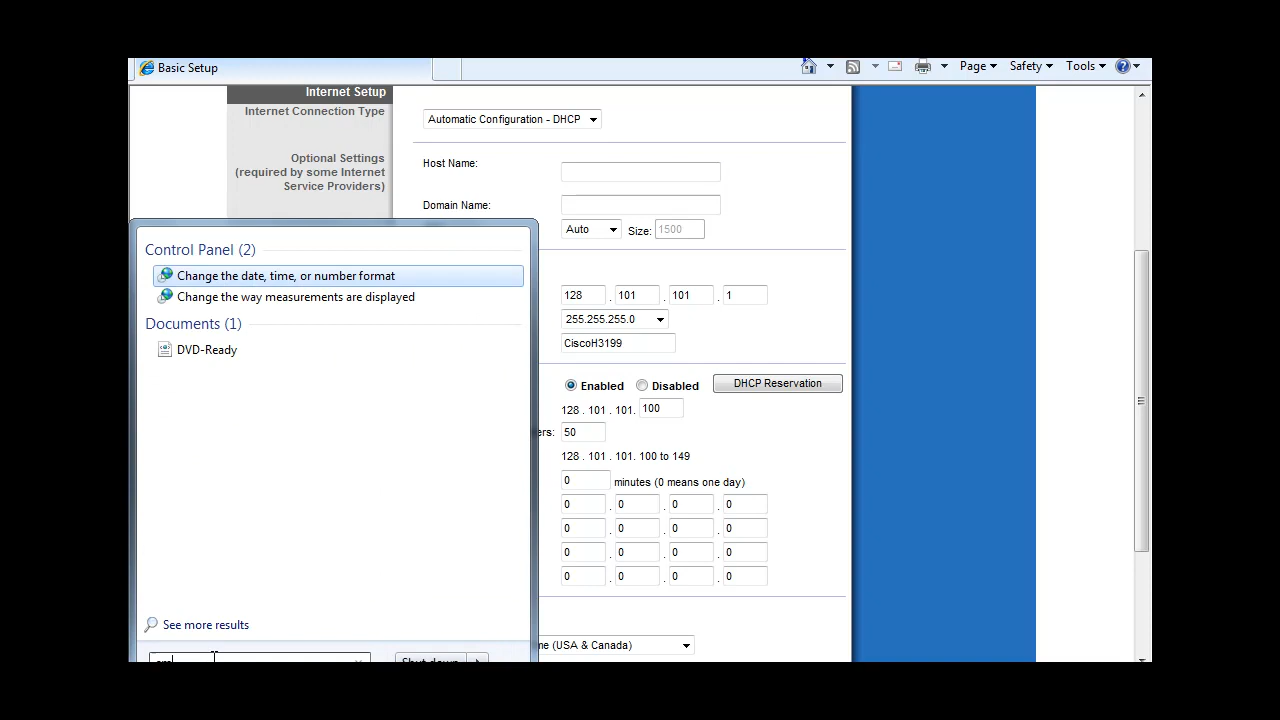 Basic Setup
Page
Safety
Tools
Internet Setup
Internet Connection Type
Automatic Configuration - DHCP
Optional Settings
(required by some Internet
Service Providers)
Host Name:
Domain Name:
Auto Size: 1500
Control Panel (2)
Change the date, time, or number format
Change the way measurements are displayed
Documents (1)
DVD-Ready
See more results
Shut down
128 . 101 . 101 . 1
255.255.255.0
CiscoH3199
Enabled Disabled DHCP Reservation
128 . 101 . 101. 100
50
128 . 101 . 101. 100 to 149
0 minutes (0 means one day)
0 . 0 . 0 . 0
0 . 0 . 0 . 0
0 . 0 . 0 . 0
0 . 0 . 0 . 0
(USA & Canada)